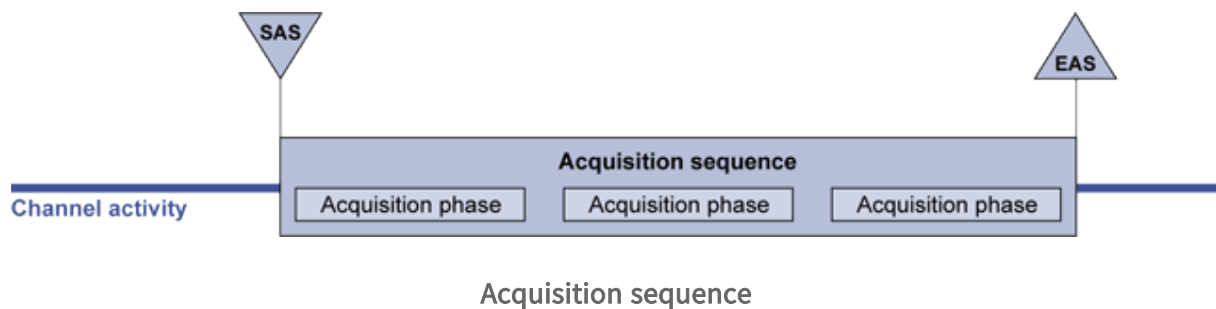 SAS
EAS
Acquisition sequence
Acquisition phase Acquisition phase Acquisition phase
Channel activity
Acquisition sequence